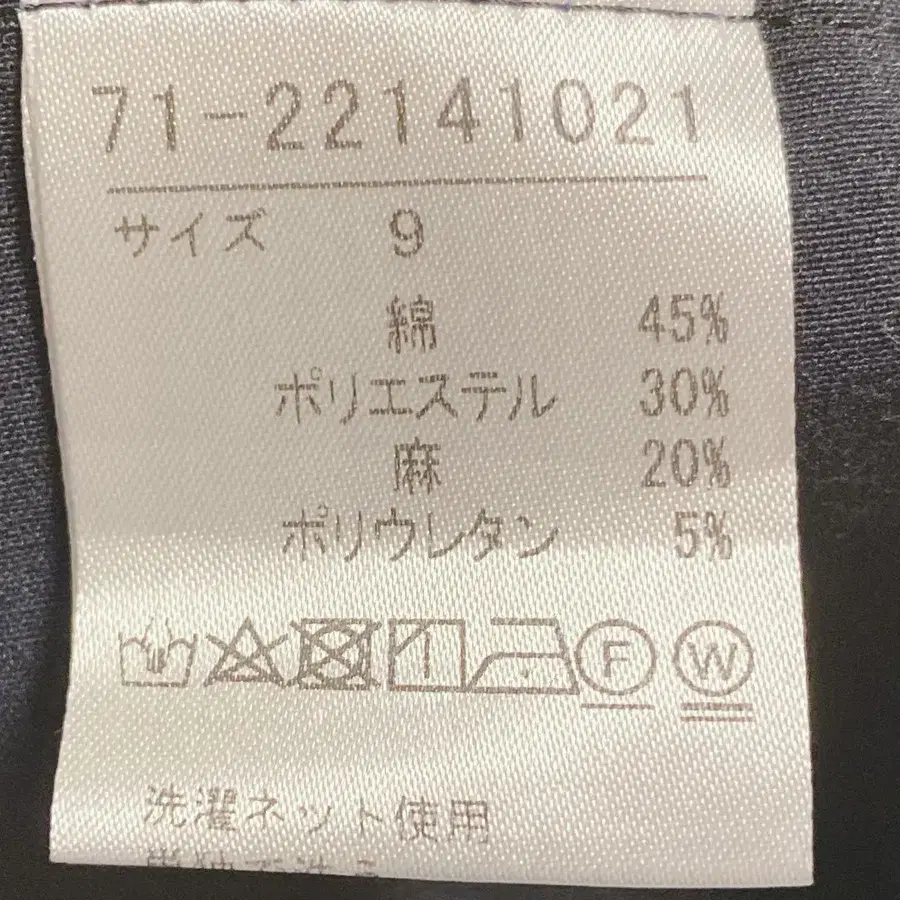 71-22141021
サイズ 9
綿 45%
ポリエステル 30%
麻 20%
ポリウレタン 5%
F W
洗濯ネット使用